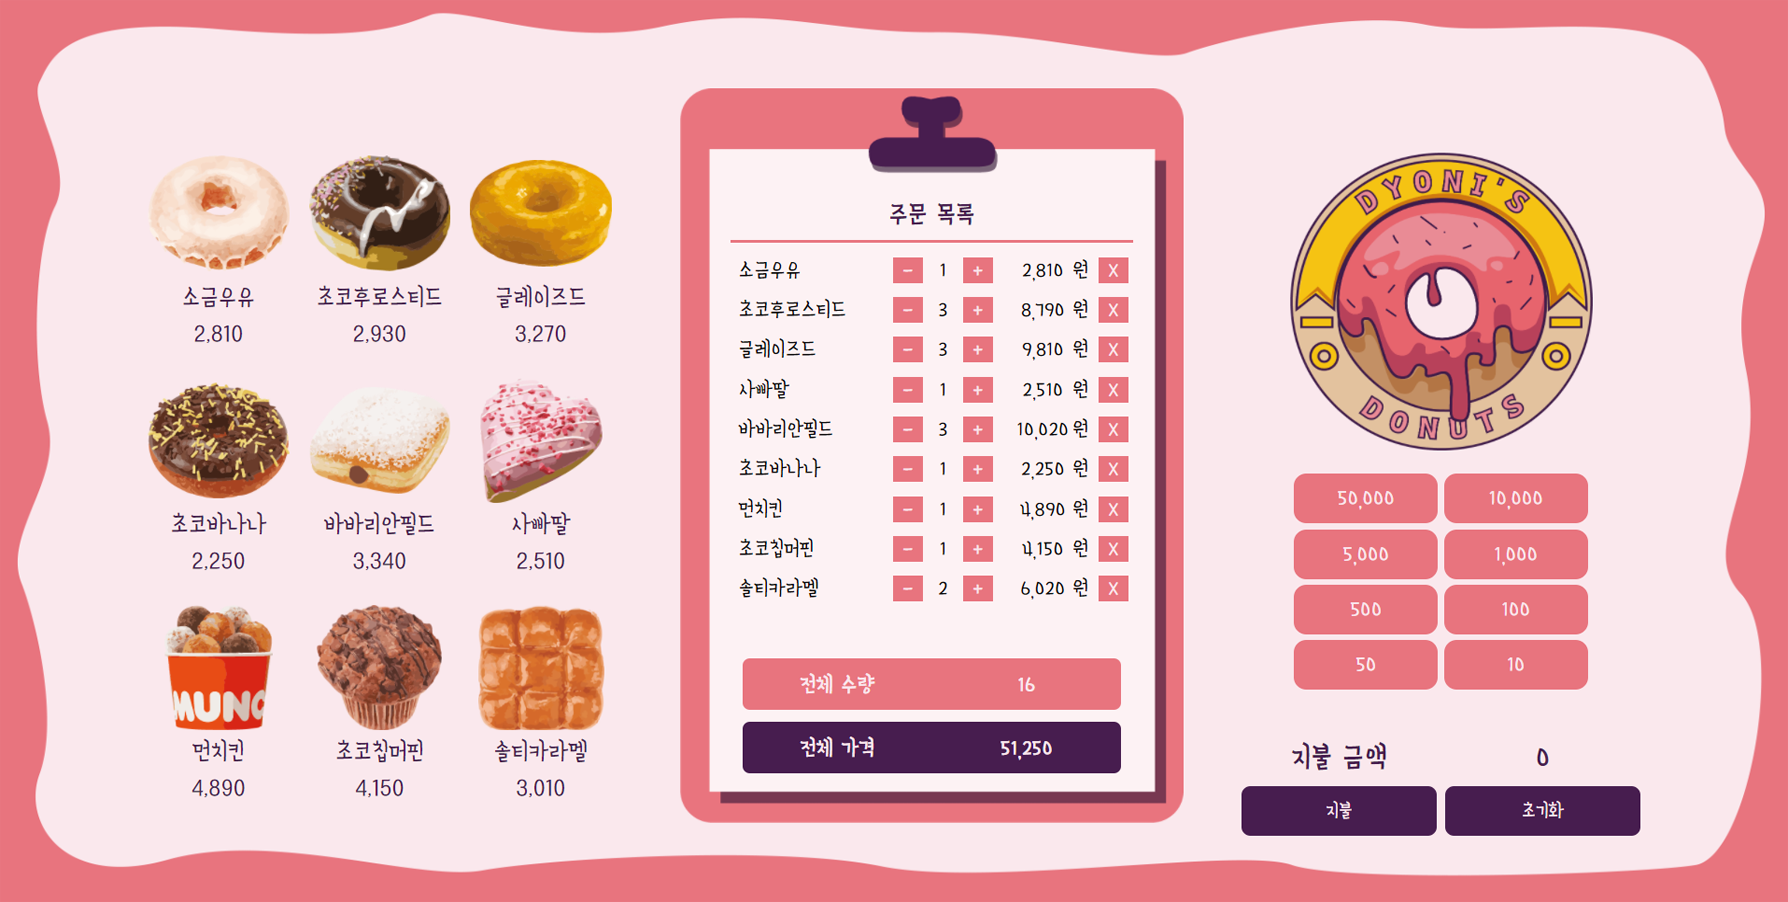 소금우유 초코후로스티드 글레이즈드
2,810 2,930 3,270
초코바나나 바바리안필드 사빠딸
2,250 3,340 2,510
MUNC
먼치킨 초코칩머핀 솔티카라멜
4,890 4,150 3,010
주문 목록
소금우유 - 1 + 2,810 원 X
초코후로스티드 - 3 + 8,790 원 X
글레이즈드 - 3 + 9,810 원 X
사빠딸 - 1 + 2,510 원 X
바바리안필드 - 3 + 10,020 원 X
초코바나나 - 1 + 2,250 원 X
먼치킨 - 1 + 4,890 원 X
초코칩머핀 - 1 + 4,150 원 X
솔티카라멜 - 2 + 6,020 원 X
전체 수량 16
전체 가격 51,250
DYONI'S
DONUTS
50,000 10,000
5,000 1,000
500 100
50 10
지불 금액 0
지불 초기화